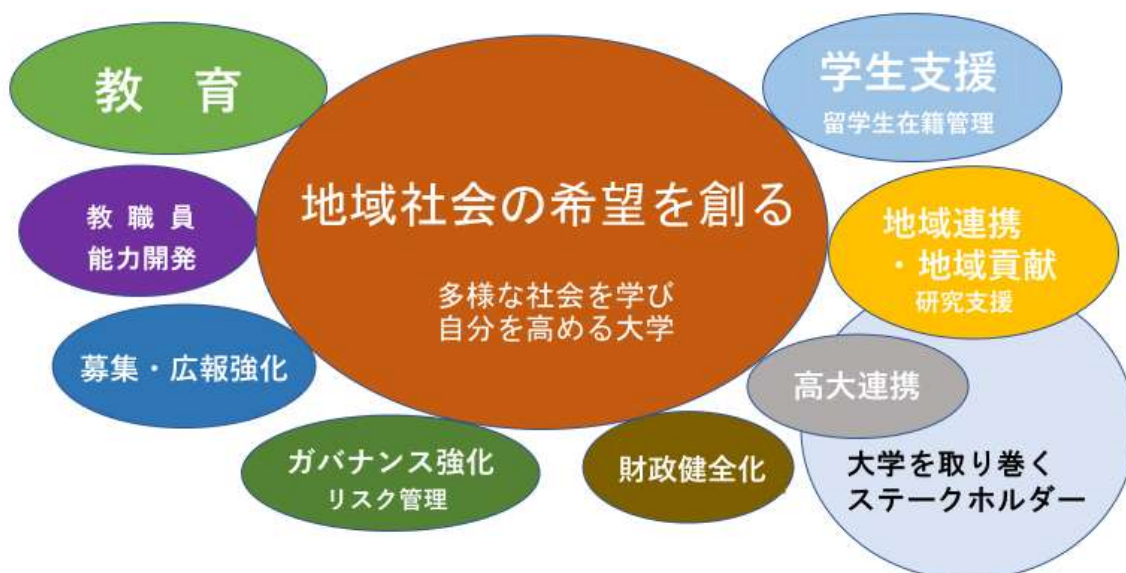 教　育
学生支援
留学生在籍管理
地域社会の希望を創る
多様な社会を学び
自分を高める大学
教 職 員
能力開発
地域連携
・地域貢献
研究支援
募集・広報強化
高大連携
ガバナンス強化
リスク管理
財政健全化
大学を取り巻く
ステークホルダー